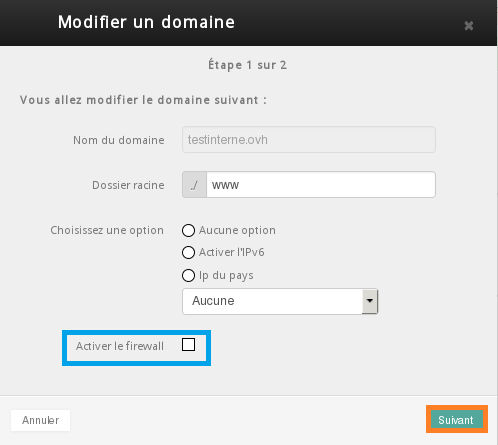 Modifier un domaine
Étape 1 sur 2
Vous allez modifier le domaine suivant :
Nom du domaine testinterne.ovh
Dossier racine ./ www
Choisissez une option Aucune option
Activer l'IPv6
Ip du pays
Aucune
Activer le firewall
Annuler Suivant